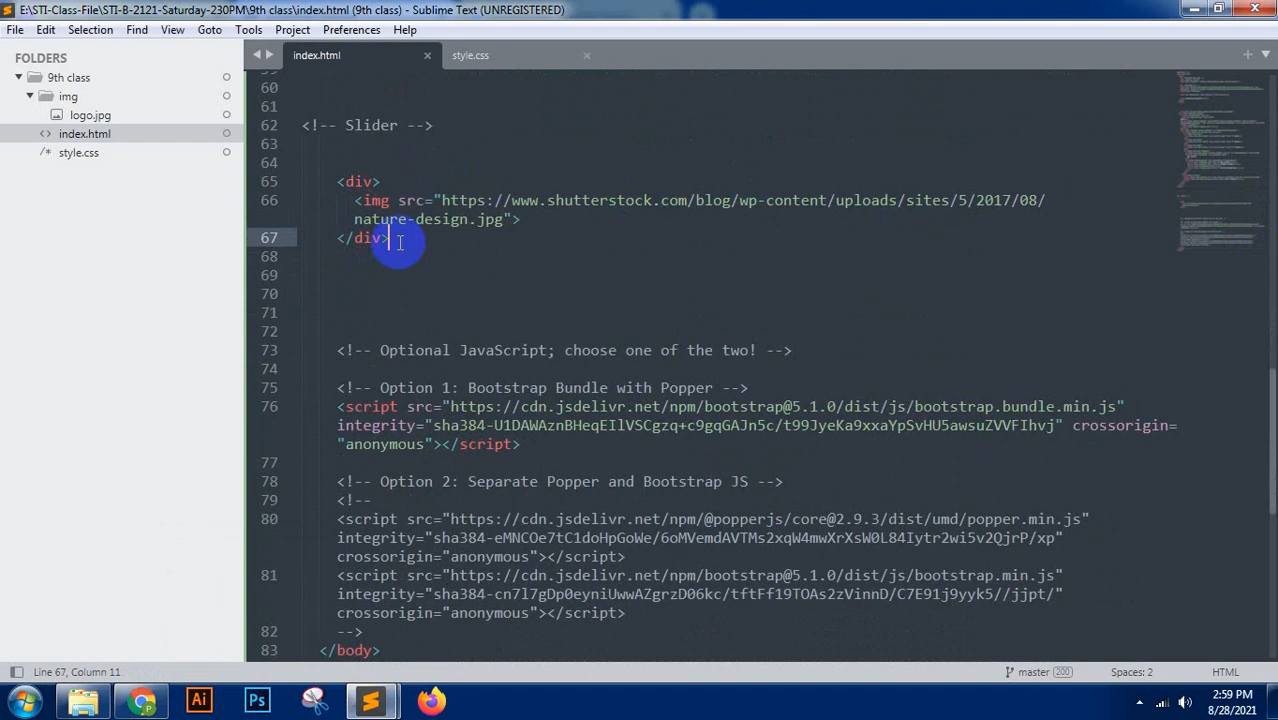 E:\STI-Class-File\STI-B-2121-Saturday-230PM\9th class\index.html (9th class) - Sublime Text (UNREGISTERED)
File Edit Selection Find View Goto Tools Project Preferences Help
FOLDERS
9th class
img
logo.jpg
index.html
style.css
index.html
style.css
60
61
62 <!-- Slider -->
63
64
65 <div>
66 <img src="https://www.shutterstock.com/blog/wp-content/uploads/sites/5/2017/08/
nature-design.jpg">
67 </div>
68
69
70
71
72
73 <!-- Optional JavaScript; choose one of the two! -->
74
75 <!-- Option 1: Bootstrap Bundle with Popper -->
76 <script src="https://cdn.jsdelivr.net/npm/bootstrap@5.1.0/dist/js/bootstrap.bundle.min.js"
integrity="sha384-U1DAWAznBHeqEIlVSCgzq+c9gqGAJn5c/t99JyeKa9xxaYpSvHU5awsuZVVFIhvj" crossorigin=
"anonymous"></script>
77
78 <!-- Option 2: Separate Popper and Bootstrap JS -->
79 <!--
80 <script src="https://cdn.jsdelivr.net/npm/@popperjs/core@2.9.3/dist/umd/popper.min.js"
integrity="sha384-eMNCOe7tC1doHpGoWe/6oMVemdAVTMs2xqW4mwXrXsW0L84Iytr2wi5v2QjrP/xp"
crossorigin="anonymous"></script>
81 <script src="https://cdn.jsdelivr.net/npm/bootstrap@5.1.0/dist/js/bootstrap.min.js"
integrity="sha384-cn7l7gDp0eyniUwwAZgrzD06kc/tftFf19TOAs2zVinnD/C7E91j9yyk5//jjpt/"
crossorigin="anonymous"></script>
82 -->
83 </body>
Line 67, Column 11
master 200
Spaces: 2
HTML
Ai
Ps
2:59 PM
8/28/2021